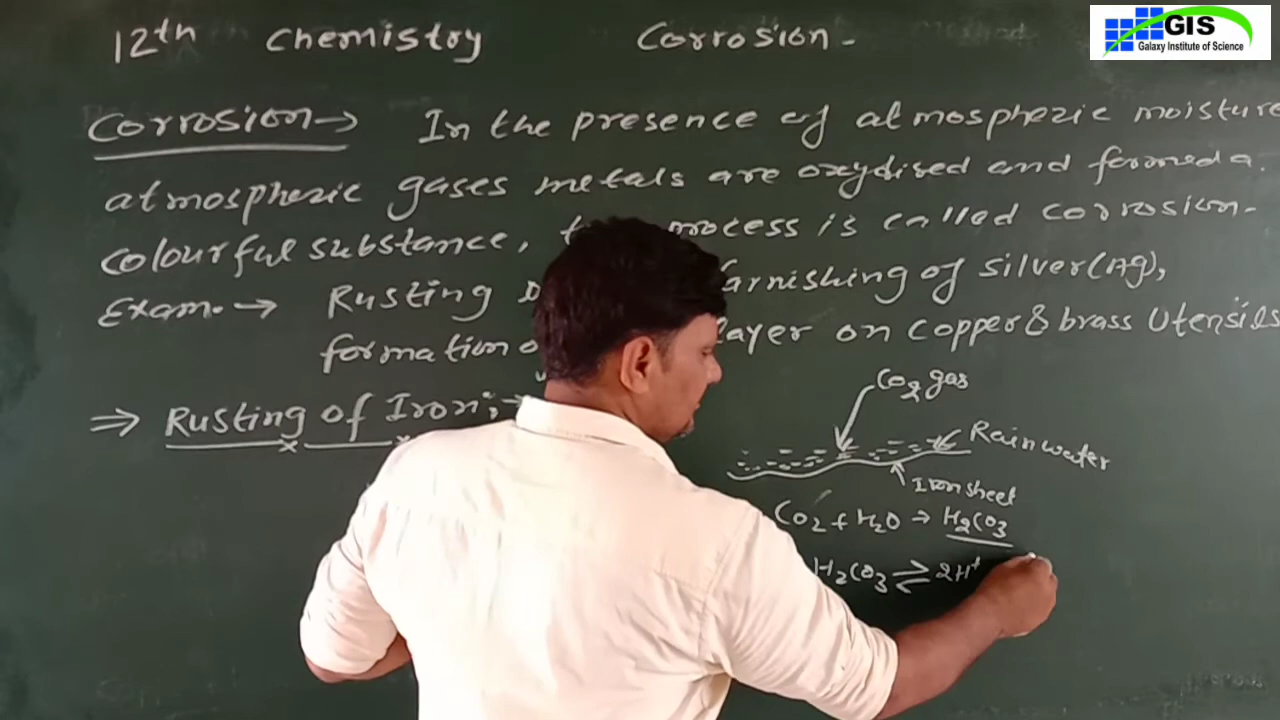 GIS
Galaxy Institute of Science
12th Chemistry Corrosion-
Corrosion→ In the presence of atmospheric moisture
atmospheric gases metals are oxydised and formed a.
colourful substance, process is called corrosion-
Exam.→ Rusting tarnishing of silver(Ag),
formation layer on copper & brass Utensils
⇒ Rusting of Iron:→
CO2 gas
Rain water
Iron sheet
CO2 + H2O → H2CO3
H2CO3 ⇌ 2H+